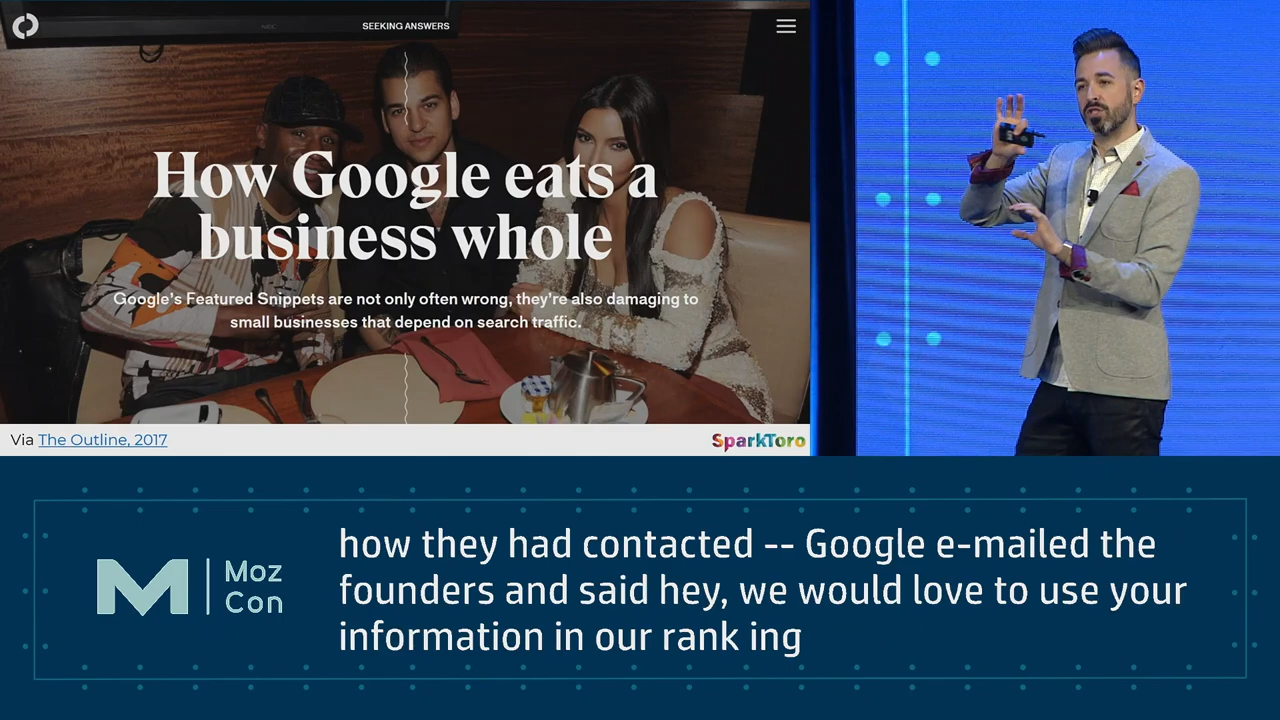 SEEKING ANSWERS
How Google eats a
business whole
Google's Featured Snippets are not only often wrong, they're also damaging to
small businesses that depend on search traffic.
Via The Outline, 2017
SparkToro
Moz
Con
how they had contacted -- Google e-mailed the
founders and said hey, we would love to use your
information in our rank ing